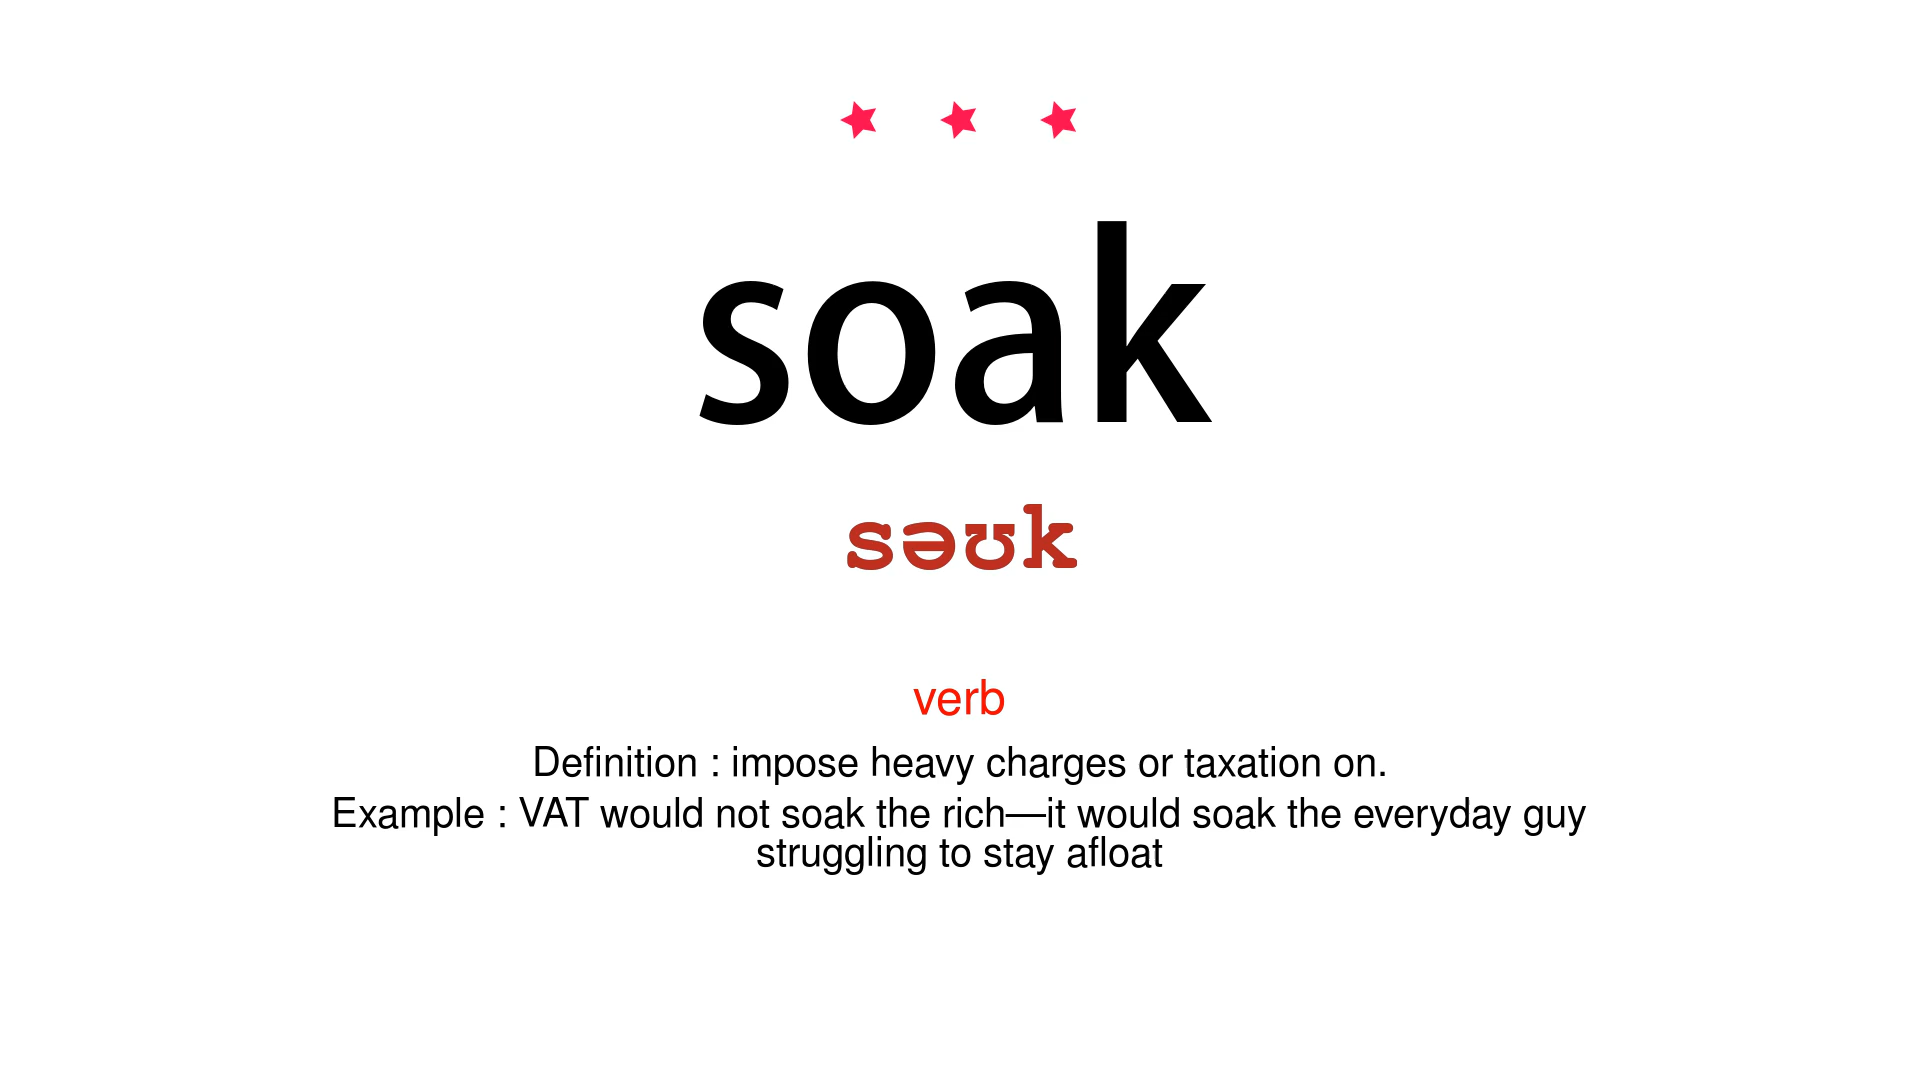 soak
səʊk
verb
Definition : impose heavy charges or taxation on.
Example : VAT would not soak the rich—it would soak the everyday guy
struggling to stay afloat